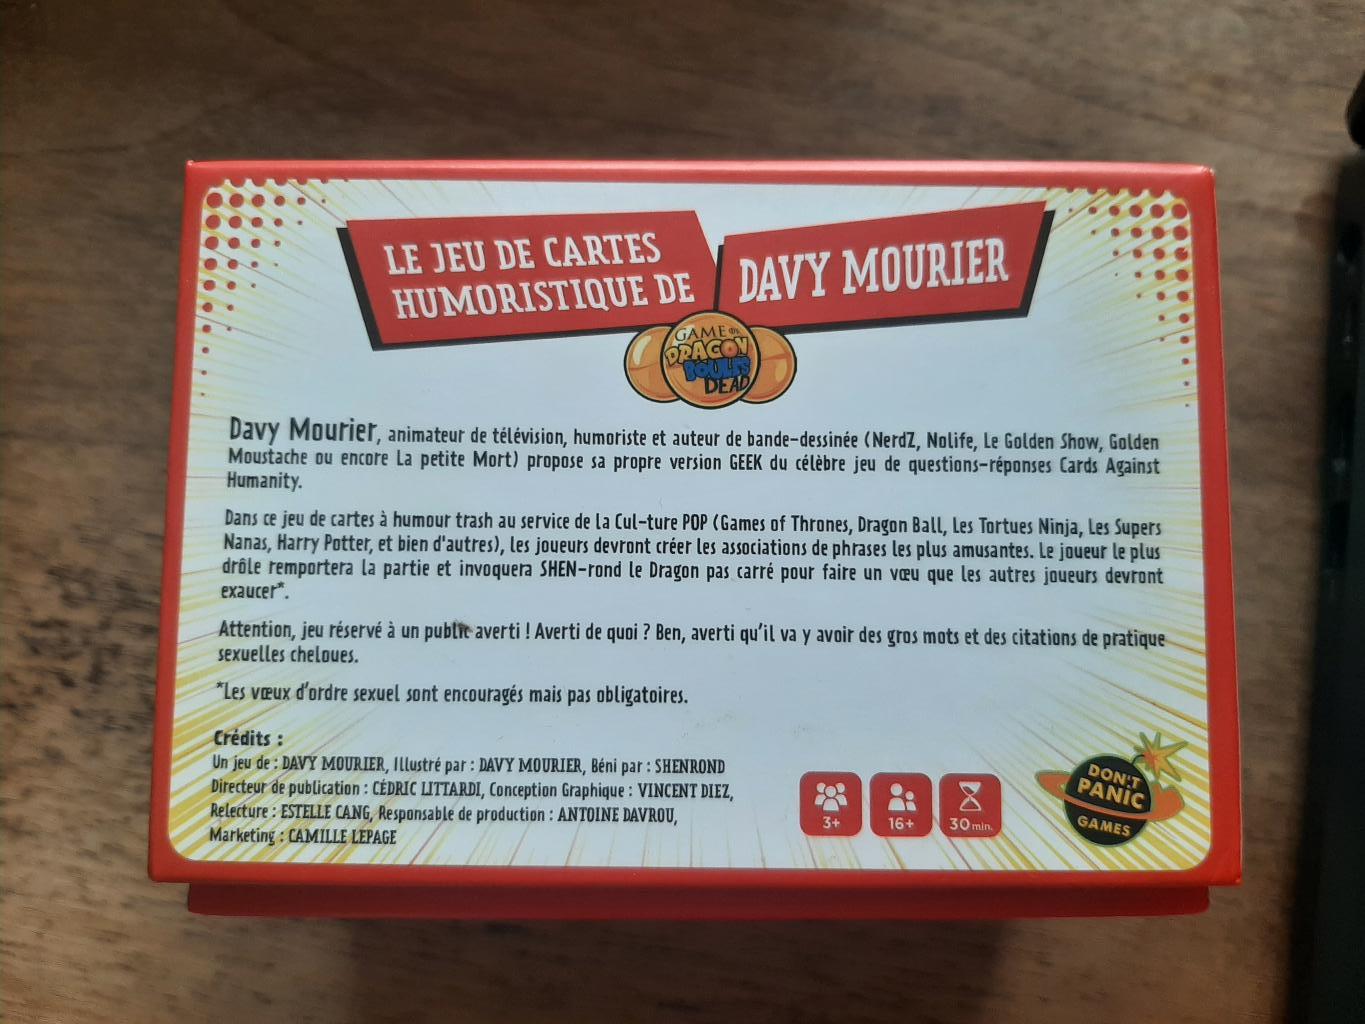 LE JEU DE CARTES
HUMORISTIQUE DE
DAVY MOURIER
GAME OF
DRAGON
BOULES
DEAD
Davy Mourier, animateur de télévision, humoriste et auteur de bande-dessinée (NerdZ, Nolife, Le Golden Show, Golden
Moustache ou encore La petite Mort) propose sa propre version GEEK du célèbre jeu de questions-réponses Cards Against
Humanity.
Dans ce jeu de cartes à humour trash au service de la Cul-ture POP (Games of Thrones, Dragon Ball, Les Tortues Ninja, Les Supers
Nanas, Harry Potter, et bien d'autres), les joueurs devront créer les associations de phrases les plus amusantes. Le joueur le plus
drôle remportera la partie et invoquera SHEN-rond le Dragon pas carré pour faire un vœu que les autres joueurs devront
exaucer*.
Attention, jeu réservé à un public averti ! Averti de quoi ? Ben, averti qu'il va y avoir des gros mots et des citations de pratique
sexuelles cheloues.
*Les vœux d'ordre sexuel sont encouragés mais pas obligatoires.
Crédits :
Un jeu de : DAVY MOURIER, Illustré par : DAVY MOURIER, Béni par : SHENROND
Directeur de publication : CÉDRIC LITTARDI, Conception Graphique : VINCENT DIEZ,
Relecture : ESTELLE CANG, Responsable de production : ANTOINE DAVROU,
Marketing : CAMILLE LEPAGE
3+
16+
30 min.
DON'T
PANIC
GAMES